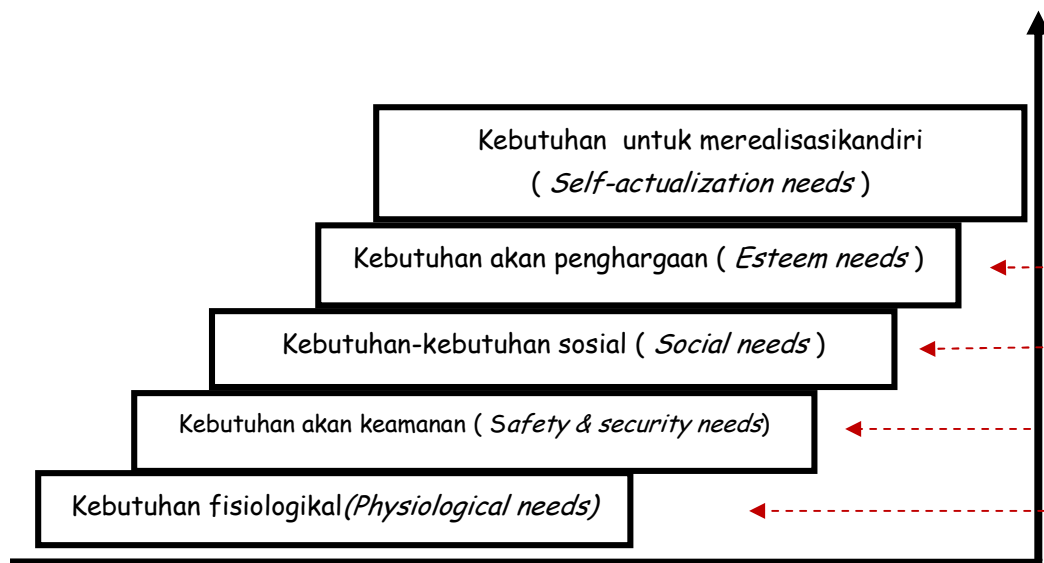 Kebutuhan untuk merealisasikandiri
( Self-actualization needs )
Kebutuhan akan penghargaan ( Esteem needs )
Kebutuhan-kebutuhan sosial ( Social needs )
Kebutuhan akan keamanan ( Safety & security needs)
Kebutuhan fisiologikal(Physiological needs)